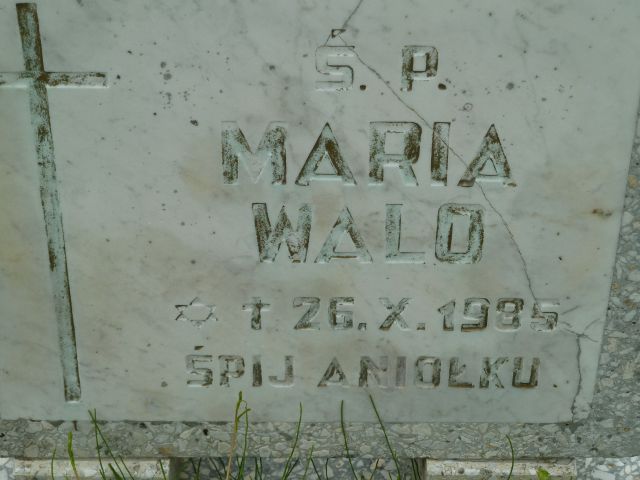 Ś. P.
MARIA
WALO
✡ † 26. X. 1985
ŚPIJ ANIOŁKU